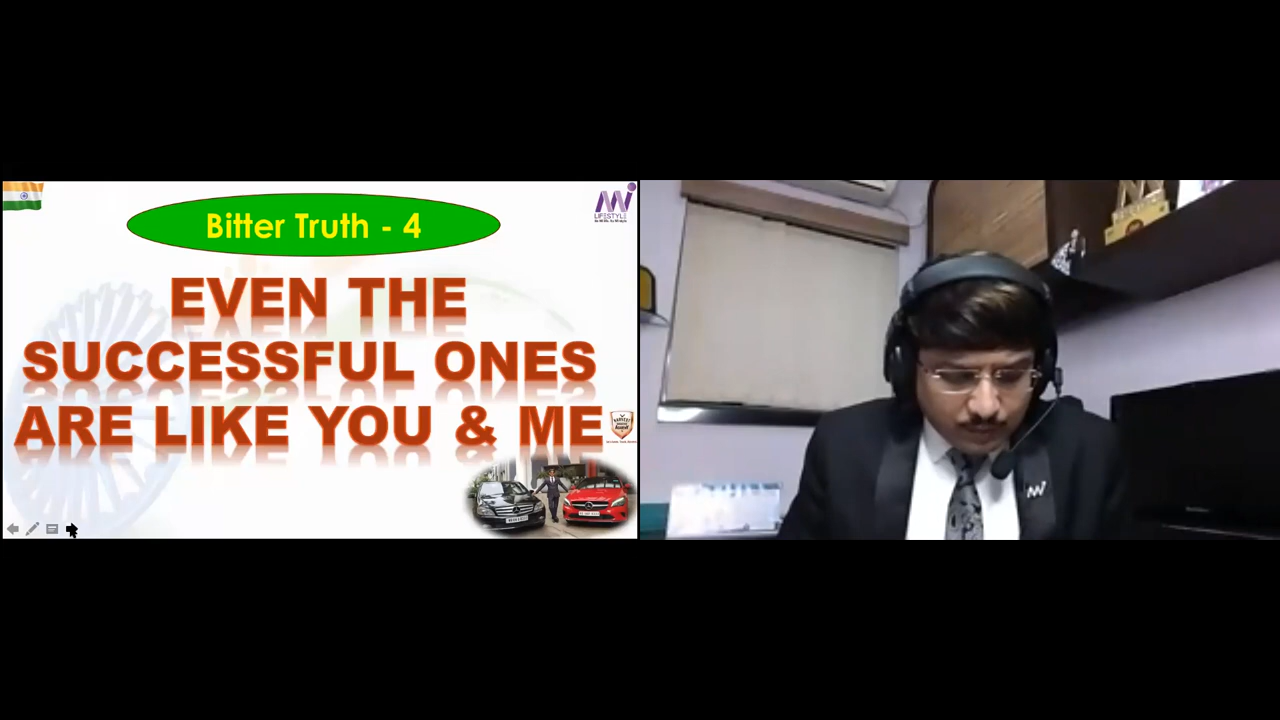 Bitter Truth - 4
LIFESTYLE
EVEN THE
SUCCESSFUL ONES
ARE LIKE YOU & ME